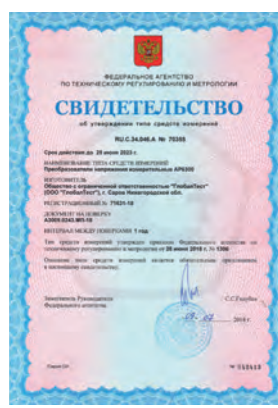 ФЕДЕРАЛЬНОЕ АГЕНТСТВО
ПО ТЕХНИЧЕСКОМУ РЕГУЛИРОВАНИЮ И МЕТРОЛОГИИ
СВИДЕТЕЛЬСТВО
об утверждении типа средств измерений
RU.C.34.046.A №
Срок действия до 28 июня 2023 г.
НАИМЕНОВАНИЕ ТИПА СРЕДСТВ ИЗМЕРЕНИЙ
Преобразователи напряжения измерительные AP6300
ИЗГОТОВИТЕЛЬ
Общество с ограниченной ответственностью "ГлобалТест"
(ООО "ГлобалТест"), г. Саров Нижегородской обл.
РЕГИСТРАЦИОННЫЙ № 71521-18
ДОКУМЕНТ НА ПОВЕРКУ
ИНТЕРВАЛ МЕЖДУ ПОВЕРКАМИ 1 год
Тип средств измерений утвержден приказом Федерального агентства по
техническому регулированию и метрологии от 28 июня 2018 г. №
Описание типа средств измерений является обязательным приложением
к настоящему свидетельству.
Заместитель Руководителя
Федерального агентства
С.С.Голубев
2018 г.